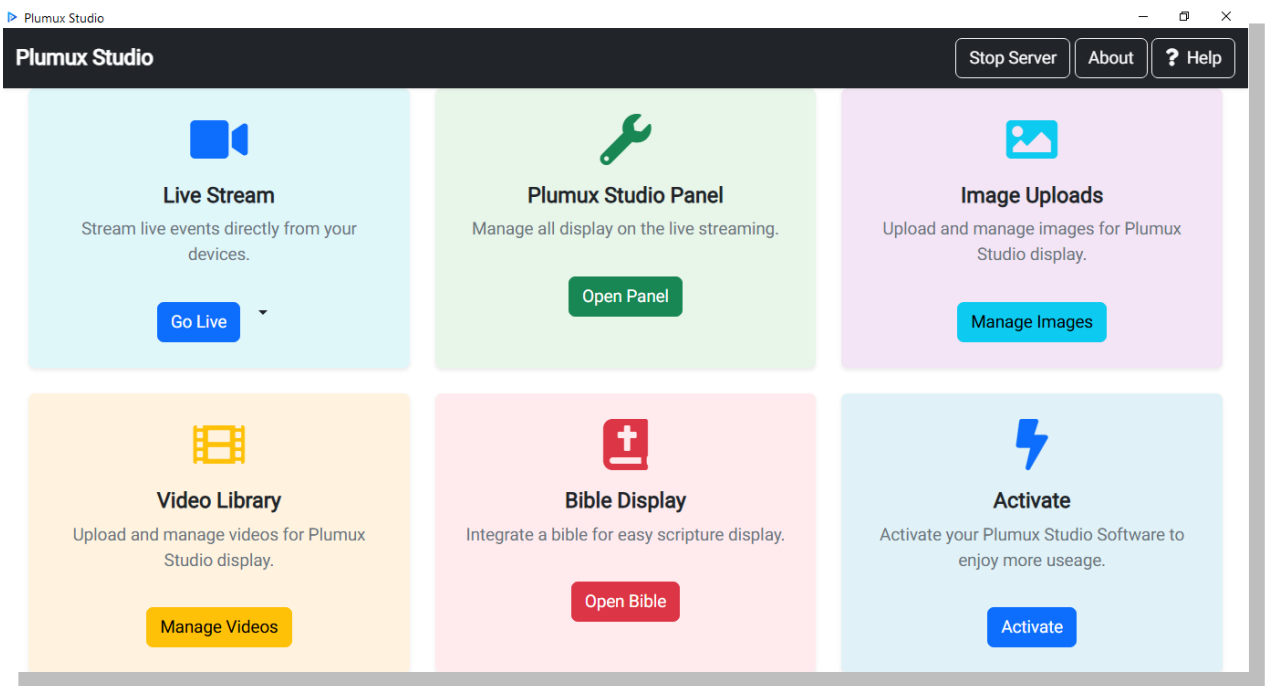 Plumux Studio
Plumux Studio
Stop Server
About
? Help
Live Stream
Stream live events directly from your
devices.
Go Live
Plumux Studio Panel
Manage all display on the live streaming.
Open Panel
Image Uploads
Upload and manage images for Plumux
Studio display.
Manage Images
Video Library
Upload and manage videos for Plumux
Studio display.
Manage Videos
Bible Display
Integrate a bible for easy scripture display.
Open Bible
Activate
Activate your Plumux Studio Software to
enjoy more useage.
Activate